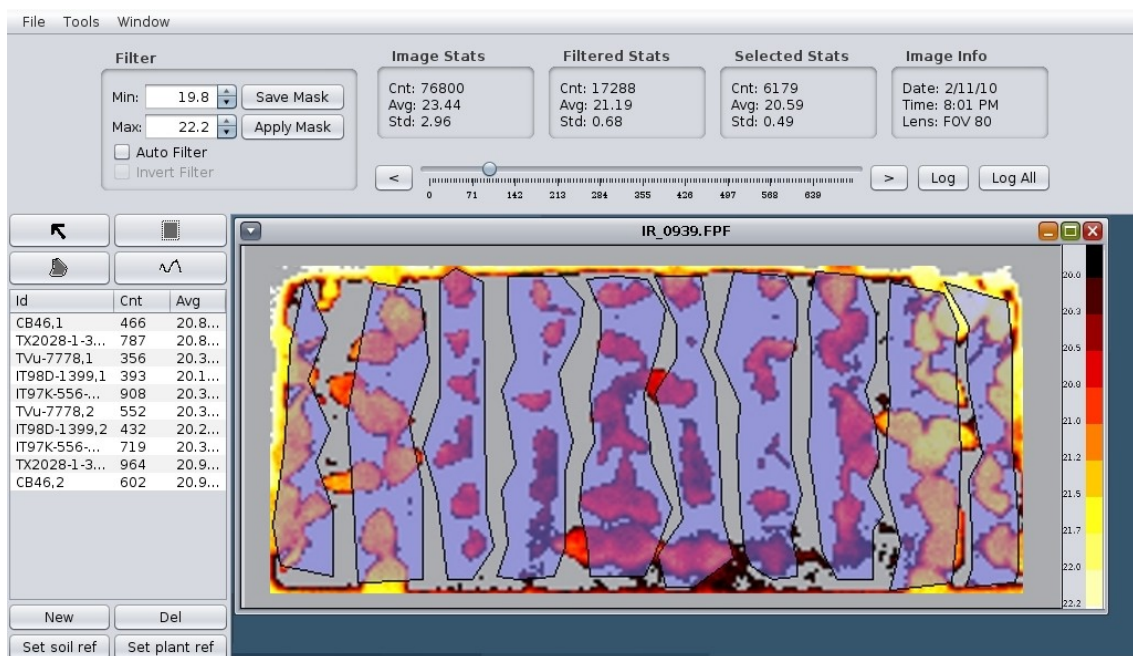 File Tools Window
Filter
Min: 19.8 Save Mask
Max: 22.2 Apply Mask
Auto Filter
Invert Filter
Image Stats
Cnt: 76800
Avg: 23.44
Std: 2.96
Filtered Stats
Cnt: 17288
Avg: 21.19
Std: 0.68
Selected Stats
Cnt: 6179
Avg: 20.59
Std: 0.49
Image Info
Date: 2/11/10
Time: 8:01 PM
Lens: FOV 80
< > Log Log All
0 71 142 213 284 355 426 497 568 639
Id Cnt Avg
CB46,1 466 20.8...
TX2028-1-3... 787 20.8...
TVu-7778,1 356 20.3...
IT98D-1399,1 393 20.1...
IT97K-556-... 908 20.3...
TVu-7778,2 552 20.3...
IT98D-1399,2 432 20.2...
IT97K-556-... 719 20.3...
TX2028-1-3... 964 20.9...
CB46,2 602 20.9...
New Del
Set soil ref Set plant ref
IR_0939.FPF
20.0
20.3
20.5
20.8
21.0
21.2
21.5
21.7
22.0
22.2